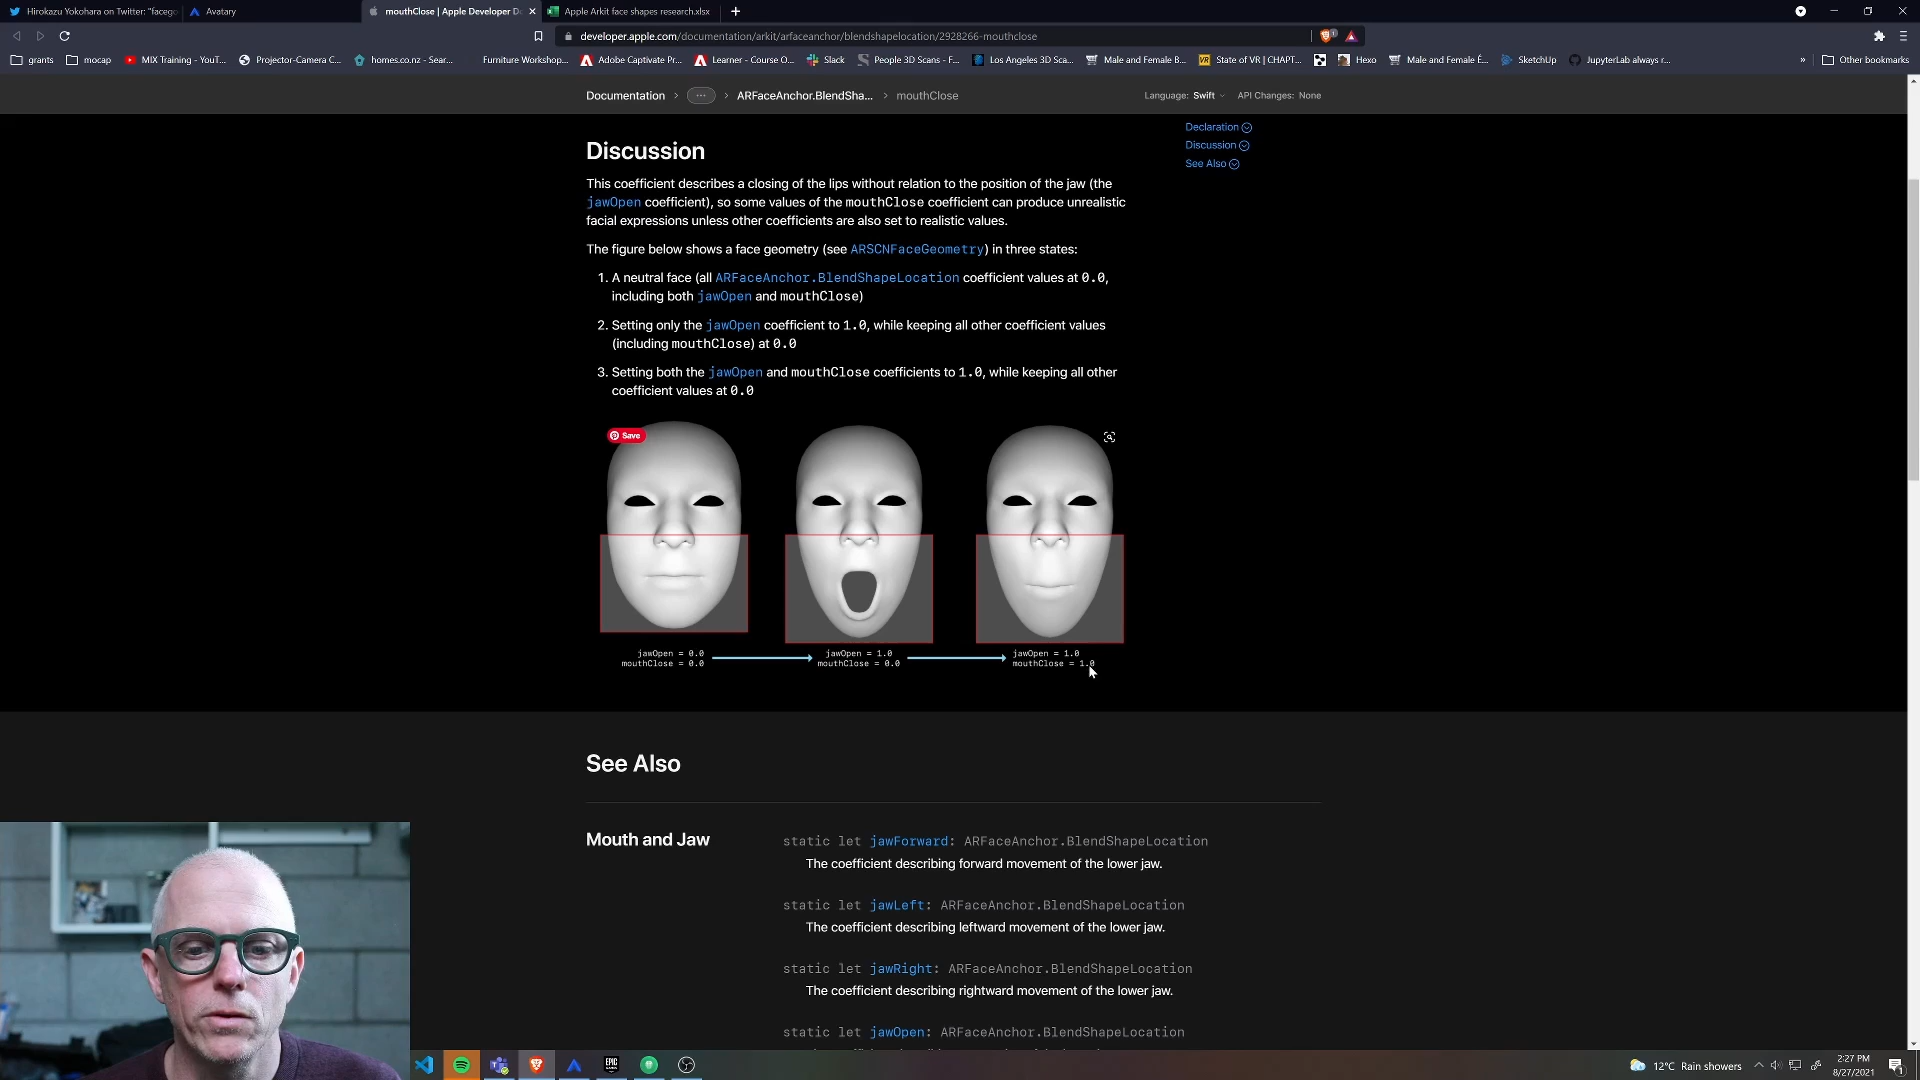 Hirokazu Yokohara on Twitter: "facego
Avatary
mouthClose | Apple Developer D
Apple Arkit face shapes research.xlsx
developer.apple.com/documentation/arkit/arfaceanchor/blendshapelocation/2928266-mouthclose
grants
mocap
MIX Training - YouT...
Projector-Camera C...
homes.co.nz - Sear...
Furniture Workshop...
Adobe Captivate Pr...
Learner - Course O...
Slack
People 3D Scans - F...
Los Angeles 3D Sca...
Male and Female B...
State of VR | CHAPT...
Hexo
Male and Female É...
SketchUp
JupyterLab always r...
» Other bookmarks
Documentation > ... > ARFaceAnchor.BlendSha... > mouthClose
Language: Swift API Changes: None
Declaration
Discussion
See Also
Discussion
This coefficient describes a closing of the lips without relation to the position of the jaw (the
jawOpen coefficient), so some values of the mouthClose coefficient can produce unrealistic
facial expressions unless other coefficients are also set to realistic values.
The figure below shows a face geometry (see ARSCNFaceGeometry) in three states:
1. A neutral face (all ARFaceAnchor.BlendShapeLocation coefficient values at 0.0,
including both jawOpen and mouthClose)
2. Setting only the jawOpen coefficient to 1.0, while keeping all other coefficient values
(including mouthClose) at 0.0
3. Setting both the jawOpen and mouthClose coefficients to 1.0, while keeping all other
coefficient values at 0.0
Save
jawOpen = 0.0
mouthClose = 0.0
jawOpen = 1.0
mouthClose = 0.0
jawOpen = 1.0
mouthClose = 1.0
See Also
Mouth and Jaw
static let jawForward: ARFaceAnchor.BlendShapeLocation
The coefficient describing forward movement of the lower jaw.
static let jawLeft: ARFaceAnchor.BlendShapeLocation
The coefficient describing leftward movement of the lower jaw.
static let jawRight: ARFaceAnchor.BlendShapeLocation
The coefficient describing rightward movement of the lower jaw.
static let jawOpen: ARFaceAnchor.BlendShapeLocation
EPIC
12°C Rain showers
2:27 PM
8/27/2021